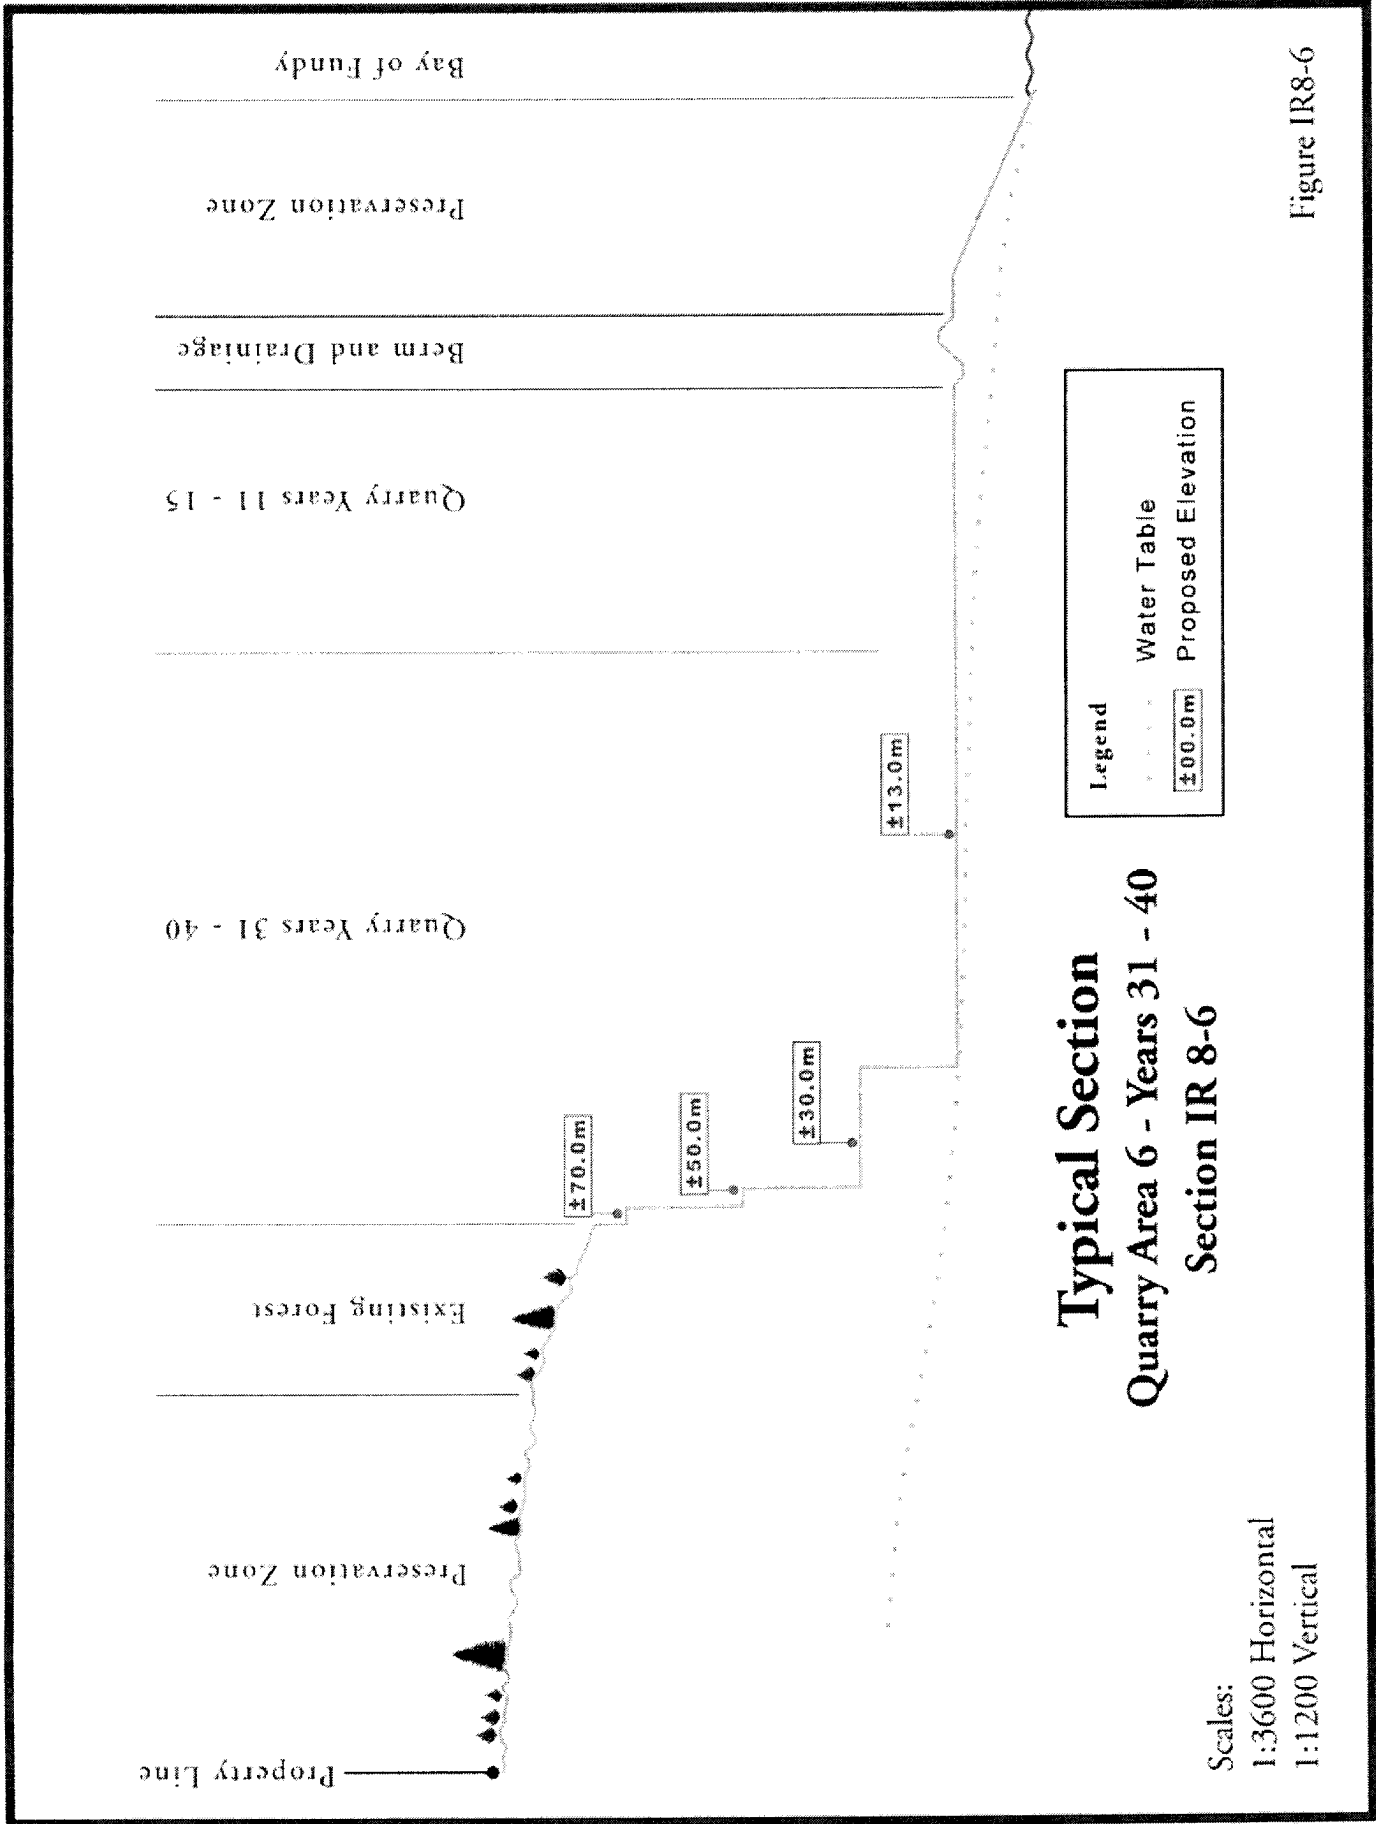 Property Line
Preservation Zone
Existing Forest
Quarry Years 31 - 40
Quarry Years 11 - 15
Berm and Drainiage
Preservation Zone
Bay of Fundy
±70.0m
±50.0m
±30.0m
±13.0m
Typical Section
Quarry Area 6 - Years 31 - 40
Section IR 8-6
Legend
Water Table
±00.0m Proposed Elevation
Scales:
1:3600 Horizontal
1:1200 Vertical
Figure IR8-6